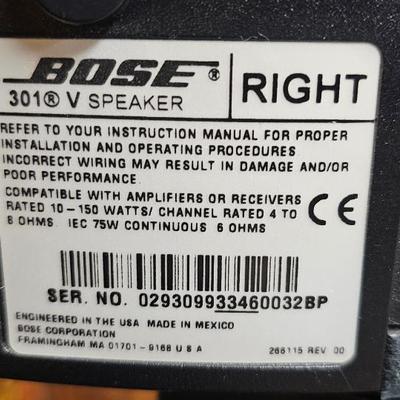 BOSE® RIGHT
301® V SPEAKER
REFER TO YOUR INSTRUCTION MANUAL FOR PROPER
INSTALLATION AND OPERATING PROCEDURES
INCORRECT WIRING MAY RESULT IN DAMAGE AND/OR
POOR PERFORMANCE.
COMPATIBLE WITH AMPLIFIERS OR RECEIVERS
RATED 10-150 WATTS/ CHANNEL RATED 4 TO
8 OHMS. IEC 75W CONTINUOUS 6 OHMS
CE
SER. NO. 029309933460032BP
ENGINEERED IN THE USA MADE IN MEXICO
BOSE CORPORATION
FRAMINGHAM MA 01701-9168 U S A
266115 REV 00